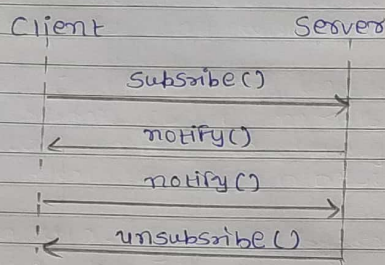 Client Server
Subsribe()
notify()
notify()
unsubsribe()